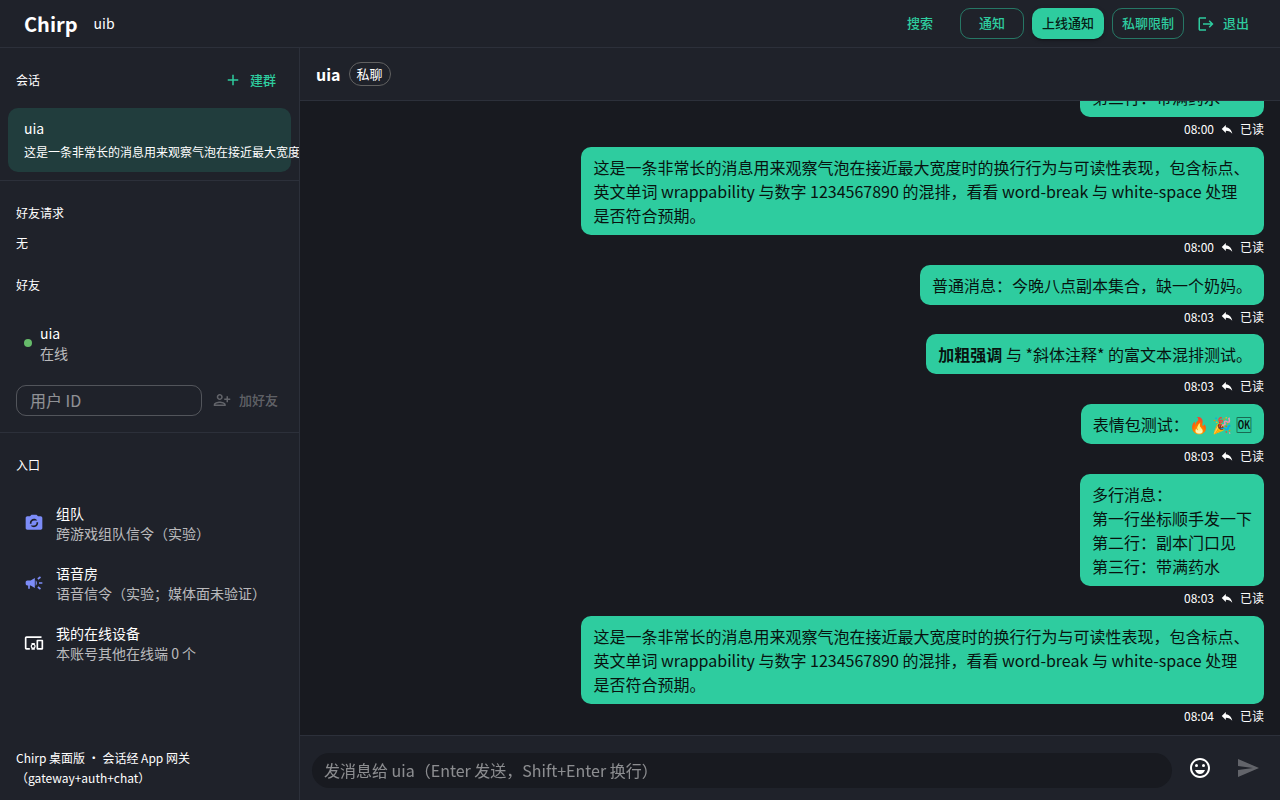 Chirp uib
搜索 通知 上线通知 私聊限制 退出
会话 建群
uia
这是一条非常长的消息用来观察气泡在接近最大宽度
好友请求
无
好友
uia
在线
用户 ID 加好友
入口
组队
跨游戏组队信令（实验）
语音房
语音信令（实验；媒体面未验证）
我的在线设备
本账号其他在线端 0 个
Chirp 桌面版 · 会话经 App 网关
（gateway+auth+chat）
uia 私聊
第三行：带满药水
08:00 已读
这是一条非常长的消息用来观察气泡在接近最大宽度时的换行行为与可读性表现，包含标点、
英文单词 wrappability 与数字 1234567890 的混排，看看 word-break 与 white-space 处理
是否符合预期。
08:00 已读
普通消息：今晚八点副本集合，缺一个奶妈。
08:03 已读
加粗强调 与 *斜体注释* 的富文本混排测试。
08:03 已读
表情包测试：🔥 🎉 🆗
08:03 已读
多行消息：
第一行坐标顺手发一下
第二行：副本门口见
第三行：带满药水
08:03 已读
这是一条非常长的消息用来观察气泡在接近最大宽度时的换行行为与可读性表现，包含标点、
英文单词 wrappability 与数字 1234567890 的混排，看看 word-break 与 white-space 处理
是否符合预期。
08:04 已读
发消息给 uia（Enter 发送，Shift+Enter 换行）